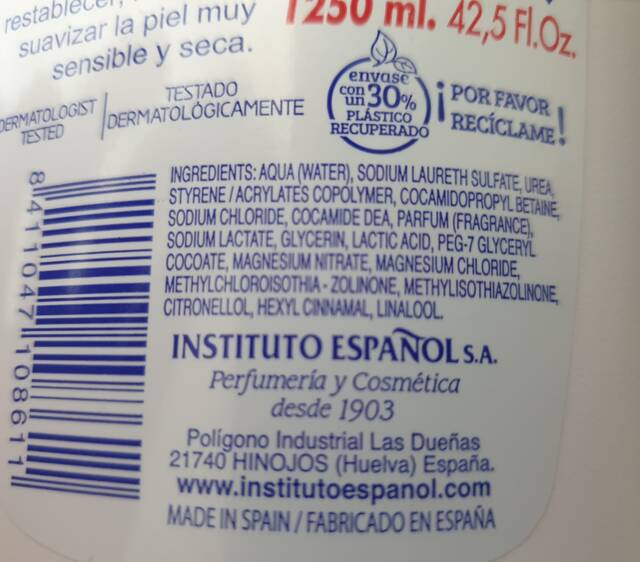 suavizar la piel muy
sensible y seca.
1250 ml. 42,5 Fl.Oz.
DERMATOLOGIST
TESTED
TESTADO
DERMATOLÓGICAMENTE
envase
con
un 30%
PLÁSTICO
RECUPERADO
¡POR FAVOR
RECÍCLAME!
INGREDIENTS: AQUA (WATER), SODIUM LAURETH SULFATE, UREA,
STYRENE / ACRYLATES COPOLYMER, COCAMIDOPROPYL BETAINE,
SODIUM CHLORIDE, COCAMIDE DEA, PARFUM (FRAGRANCE),
SODIUM LACTATE, GLYCERIN, LACTIC ACID, PEG-7 GLYCERYL
COCOATE, MAGNESIUM NITRATE, MAGNESIUM CHLORIDE,
METHYLCHLOROISOTHIA - ZOLINONE, METHYLISOTHIAZOLINONE,
CITRONELLOL, HEXYL CINNAMAL, LINALOOL.
INSTITUTO ESPAÑOL S.A.
Perfumería y Cosmética
desde 1903
Polígono Industrial Las Dueñas
21740 HINOJOS (Huelva) España.
www.institutoespanol.com
MADE IN SPAIN / FABRICADO EN ESPAÑA
8 411047 108611